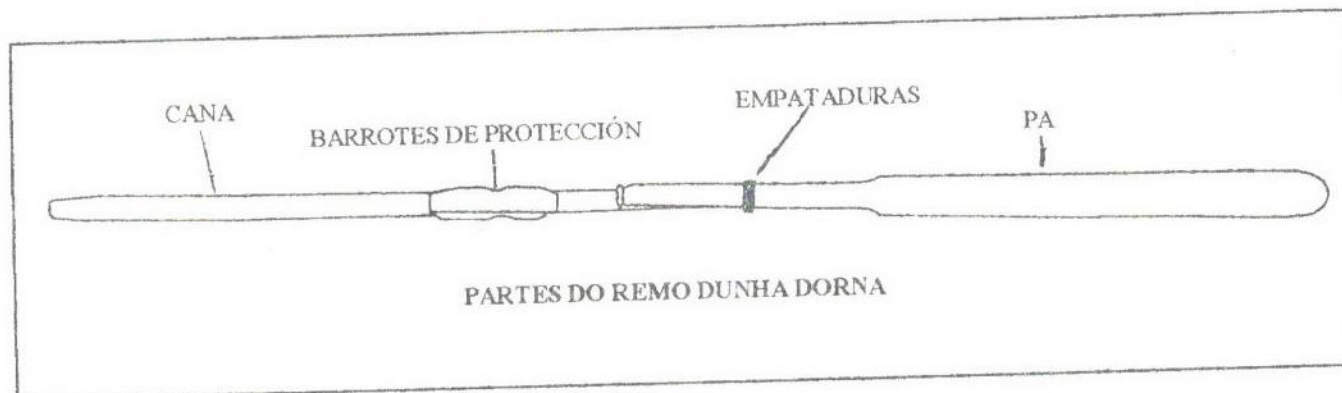 CANA
BARROTES DE PROTECCIÓN
EMPATADURAS
PA
PARTES DO REMO DUNHA DORNA